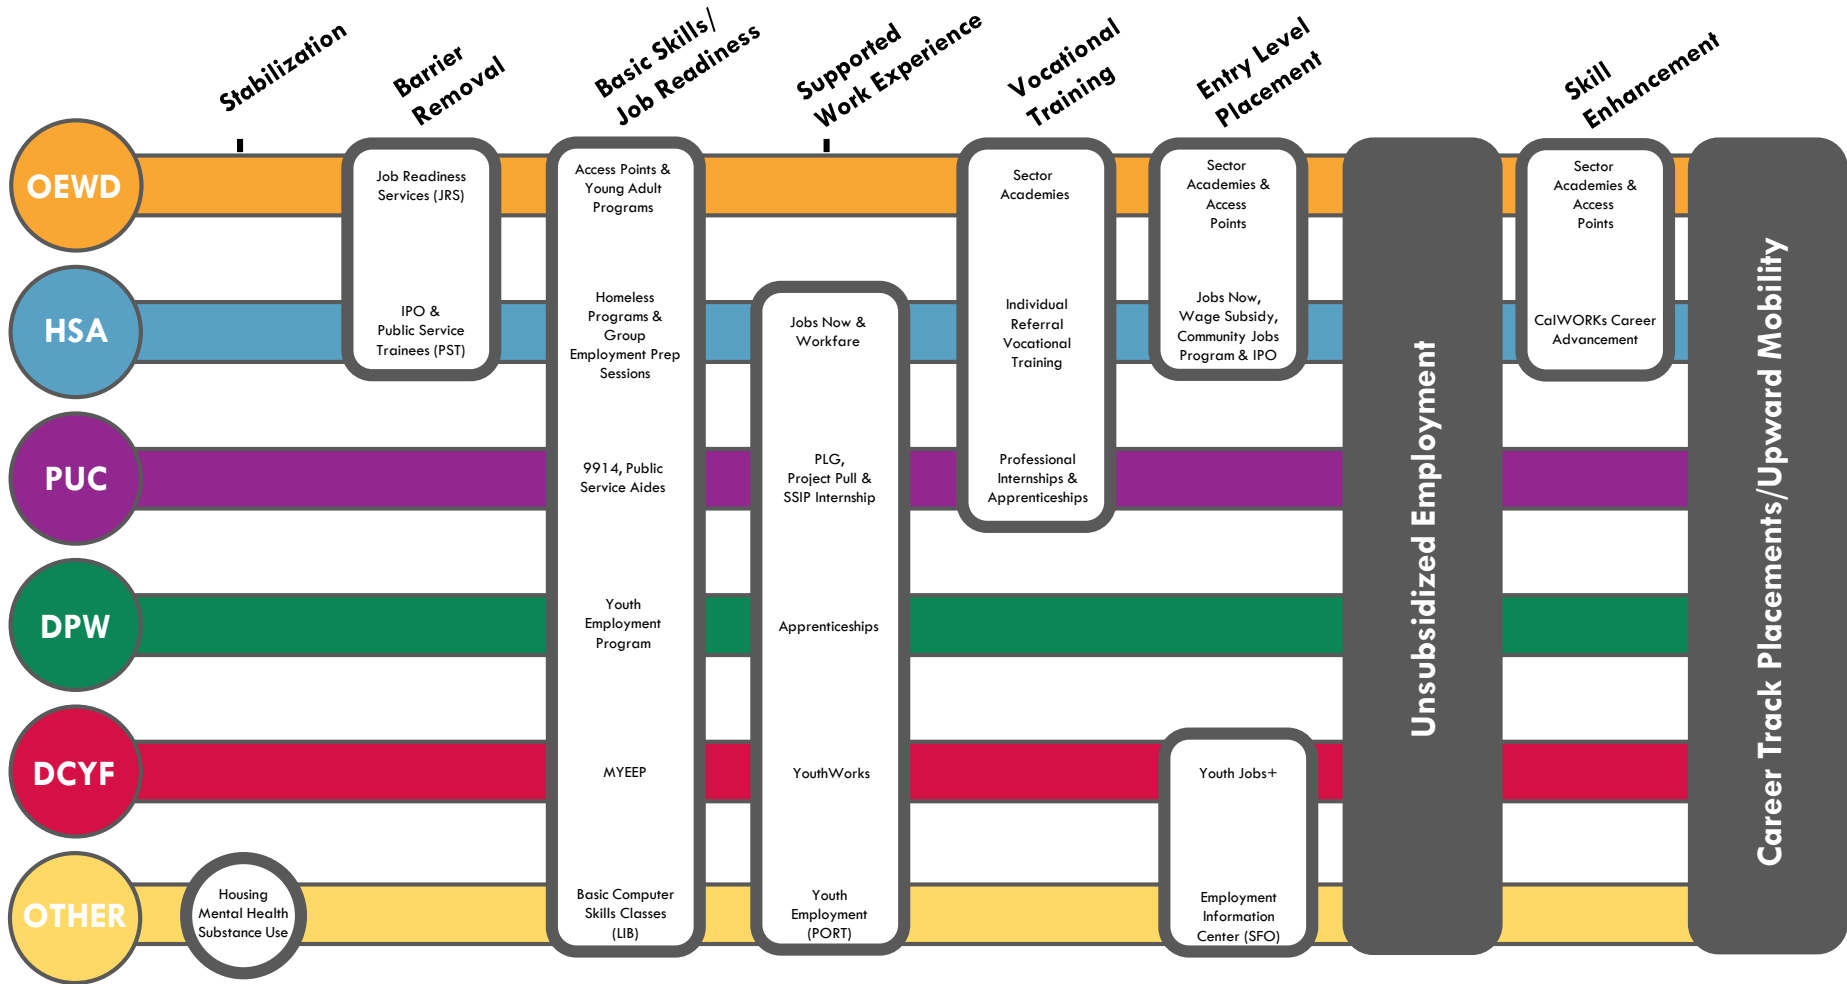 Stabilization
Barrier
Removal
Basic Skills/
Job Readiness
Supported
Work Experience
Vocational
Training
Entry Level
Placement
Skill
Enhancement
OEWD
Job Readiness
Services (JRS)
Access Points &
Young Adult
Programs
Sector
Academies
Sector
Academies &
Access
Points
Sector
Academies &
Access
Points
HSA
IPO &
Public Service
Trainees (PST)
Homeless
Programs &
Group
Employment Prep
Sessions
Jobs Now &
Workfare
Individual
Referral
Vocational
Training
Jobs Now,
Wage Subsidy,
Community Jobs
Program & IPO
CalWORKs Career
Advancement
PUC
9914, Public
Service Aides
PLG,
Project Pull &
SSIP Internship
Professional
Internships &
Apprenticeships
DPW
Youth
Employment
Program
Apprenticeships
DCYF
MYEEP
YouthWorks
Youth Jobs+
OTHER
Housing
Mental Health
Substance Use
Basic Computer
Skills Classes
(LIB)
Youth
Employment
(PORT)
Employment
Information
Center (SFO)
Unsubsidized Employment
Career Track Placements/Upward Mobility